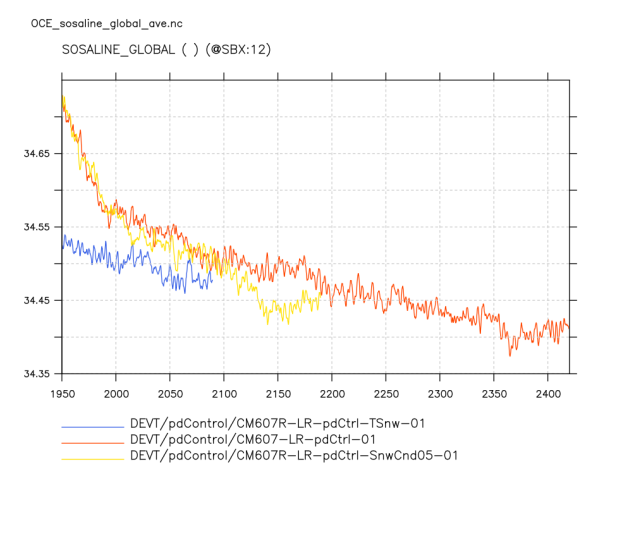 OCE_sosaline_global_ave.nc
SOSALINE_GLOBAL ( ) (@SBX:12)
34.65
34.55
34.45
34.35
1950 2000 2050 2100 2150 2200 2250 2300 2350 2400
DEVT/pdControl/CM607R-LR-pdCtrl-TSnw-01
DEVT/pdControl/CM607-LR-pdCtrl-01
DEVT/pdControl/CM607R-LR-pdCtrl-SnwCnd05-01